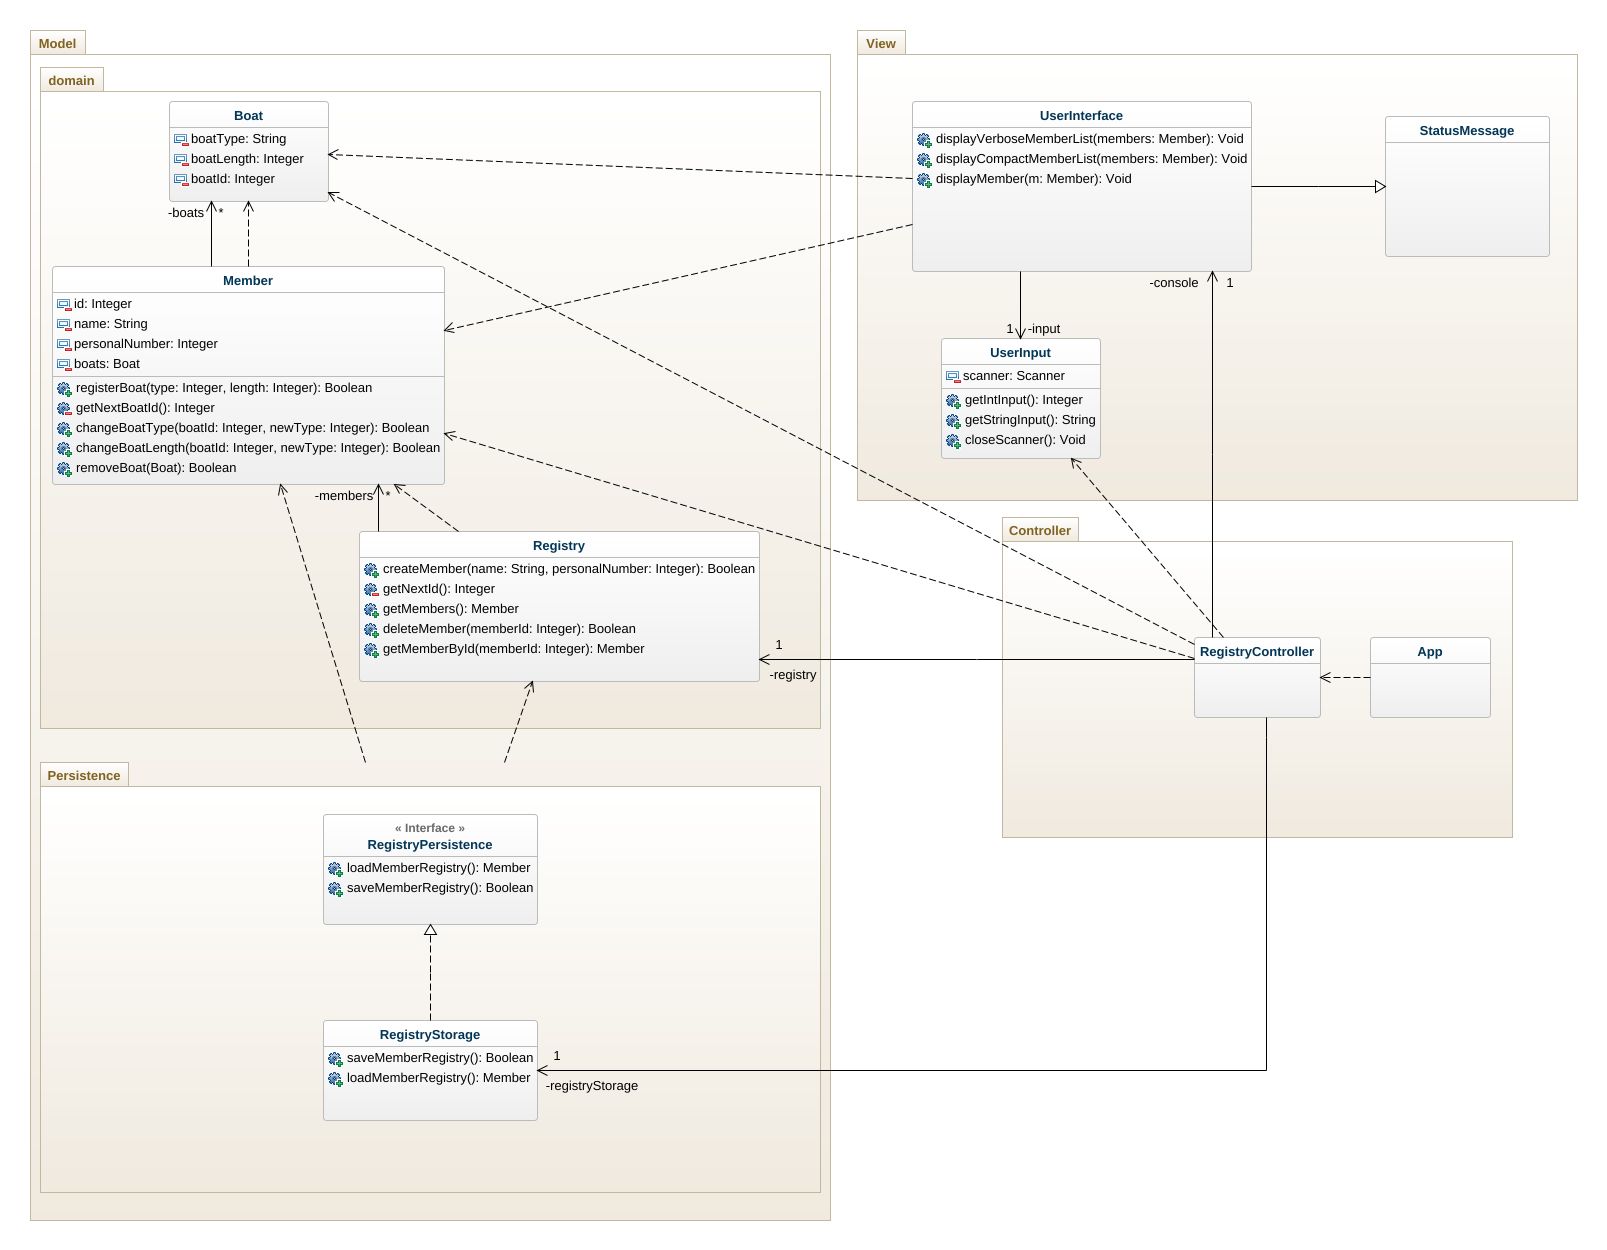 Model
domain
Boat
boatType: String
boatLength: Integer
boatId: Integer
-boats *
Member
id: Integer
name: String
personalNumber: Integer
boats: Boat
registerBoat(type: Integer, length: Integer): Boolean
getNextBoatId(): Integer
changeBoatType(boatId: Integer, newType: Integer): Boolean
changeBoatLength(boatId: Integer, newType: Integer): Boolean
removeBoat(Boat): Boolean
-members *
Registry
createMember(name: String, personalNumber: Integer): Boolean
getNextId(): Integer
getMembers(): Member
deleteMember(memberId: Integer): Boolean
getMemberById(memberId: Integer): Member
1
-registry
Persistence
« Interface »
RegistryPersistence
loadMemberRegistry(): Member
saveMemberRegistry(): Boolean
RegistryStorage
saveMemberRegistry(): Boolean
loadMemberRegistry(): Member
1
-registryStorage
View
UserInterface
displayVerboseMemberList(members: Member): Void
displayCompactMemberList(members: Member): Void
displayMember(m: Member): Void
StatusMessage
-console 1
1 -input
UserInput
scanner: Scanner
getIntInput(): Integer
getStringInput(): String
closeScanner(): Void
Controller
RegistryController
App